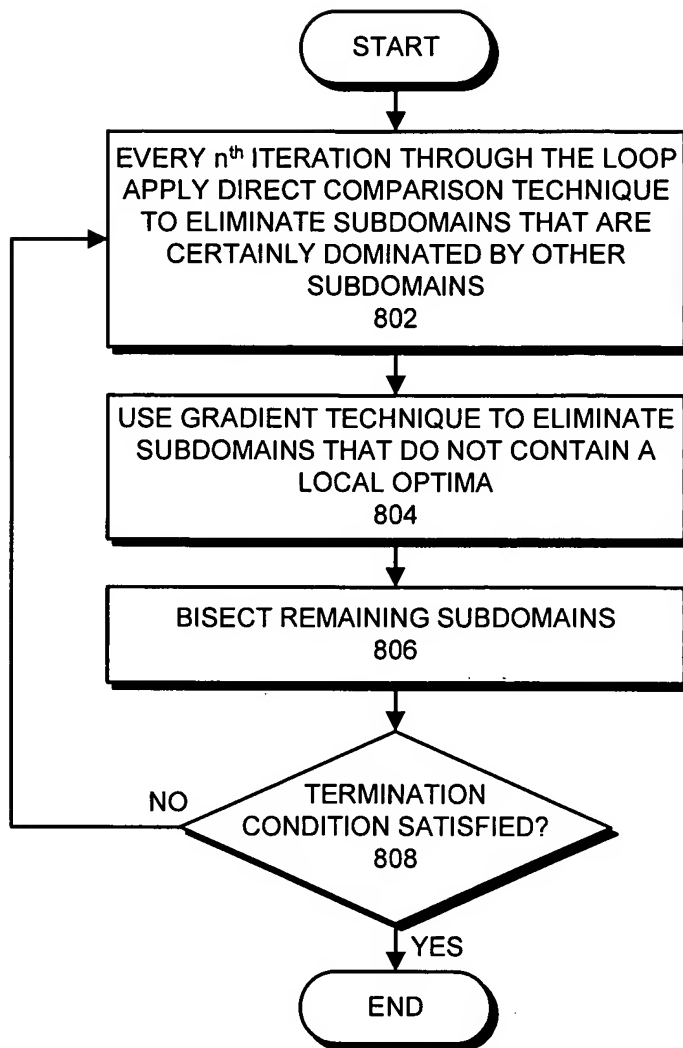 START
EVERY nth ITERATION THROUGH THE LOOP
APPLY DIRECT COMPARISON TECHNIQUE
TO ELIMINATE SUBDOMAINS THAT ARE
CERTAINLY DOMINATED BY OTHER
SUBDOMAINS
802
USE GRADIENT TECHNIQUE TO ELIMINATE
SUBDOMAINS THAT DO NOT CONTAIN A
LOCAL OPTIMA
804
BISECT REMAINING SUBDOMAINS
806
NO
TERMINATION
CONDITION SATISFIED?
808
YES
END